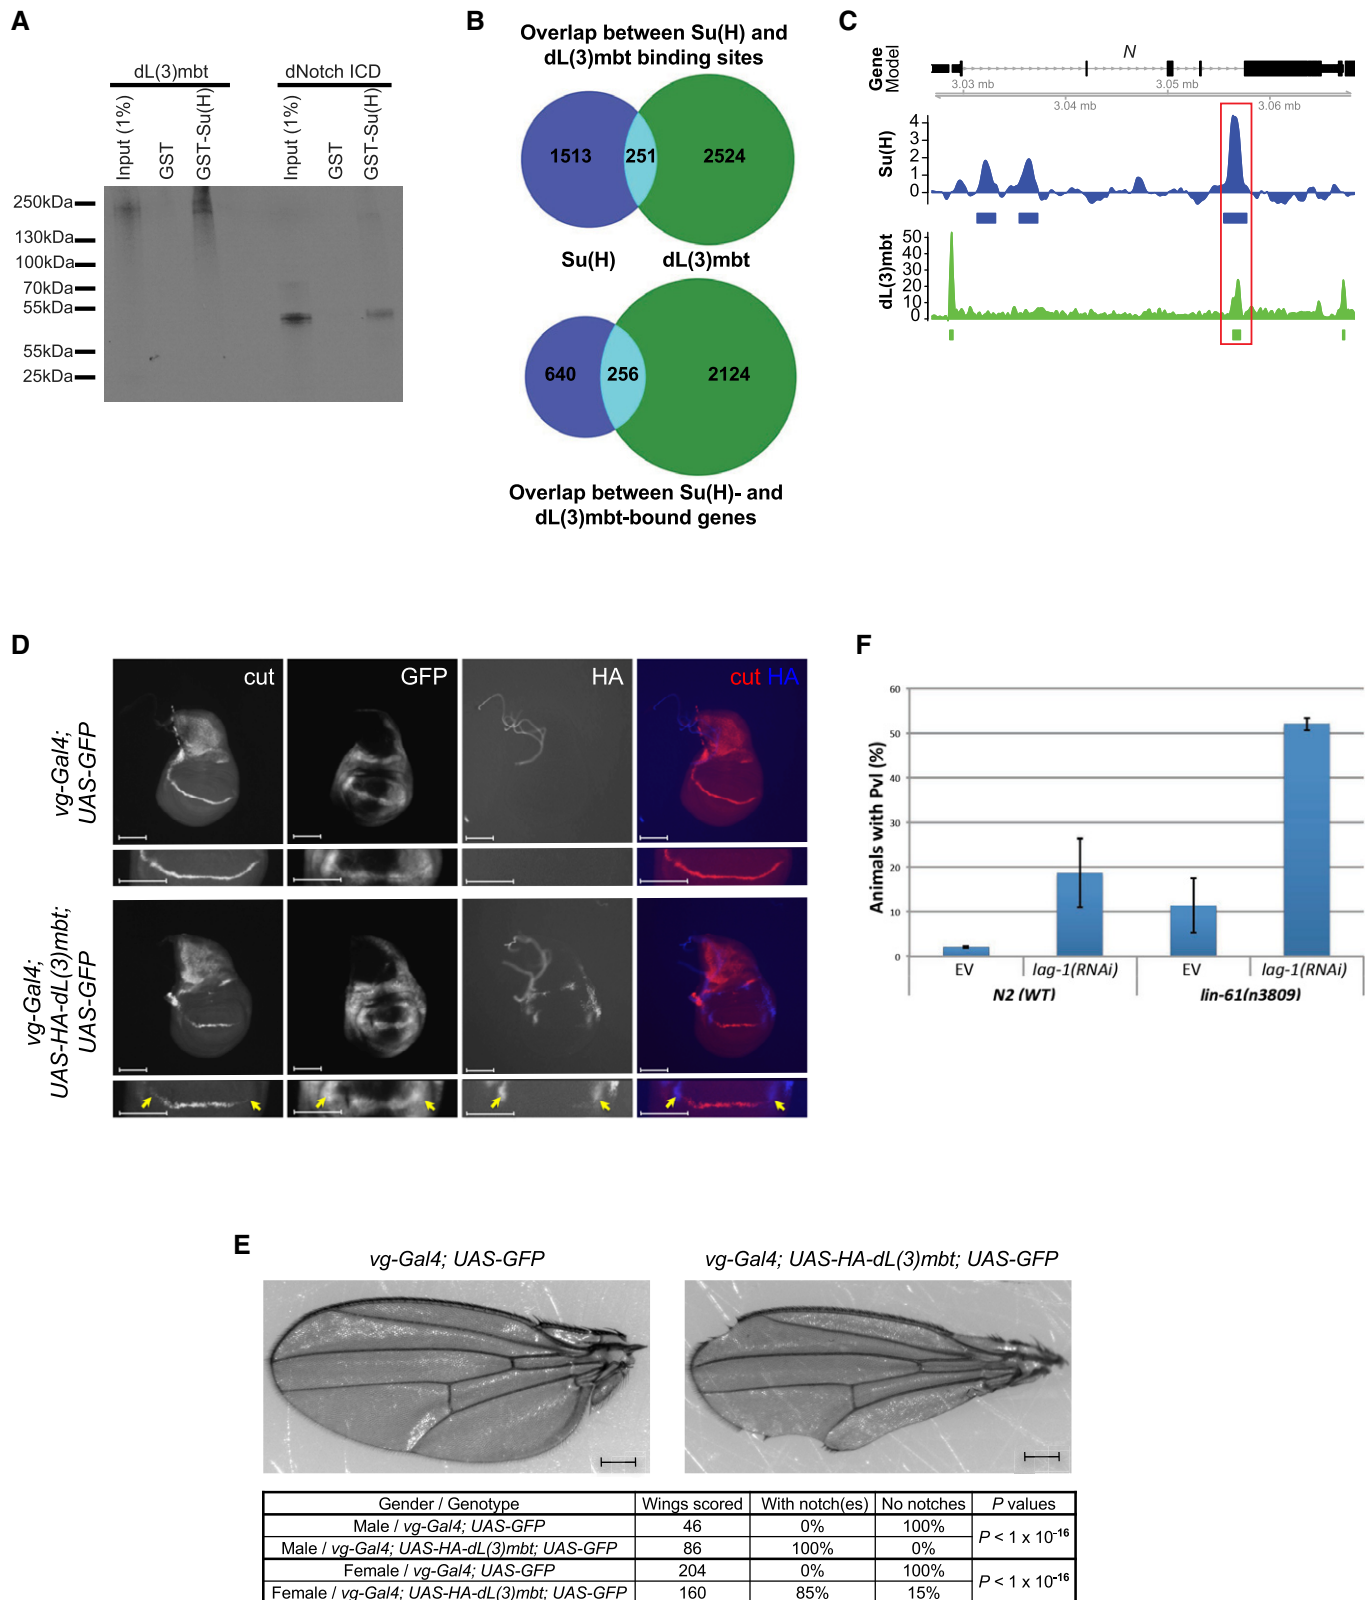 A
dL(3)mbt
dNotch ICD
Input (1%)
GST
GST-Su(H)
Input (1%)
GST
GST-Su(H)
250kDa
130kDa
100kDa
70kDa
55kDa
55kDa
25kDa
B
Overlap between Su(H) and
dL(3)mbt binding sites
1513
251
2524
Su(H)
dL(3)mbt
640
256
2124
Overlap between Su(H)- and
dL(3)mbt-bound genes
C
Gene
Model
N
3.03 mb
3.05 mb
3.04 mb
3.06 mb
Su(H)
4
3
2
1
0
dL(3)mbt
50
40
30
20
10
0
D
cut
GFP
HA
cut HA
vg-Gal4;
UAS-GFP
vg-Gal4;
UAS-HA-dL(3)mbt;
UAS-GFP
F
Animals with Pvl (%)
60
50
40
30
20
10
0
EV
lag-1(RNAi)
EV
lag-1(RNAi)
N2 (WT)
lin-61(n3809)
E
vg-Gal4; UAS-GFP
vg-Gal4; UAS-HA-dL(3)mbt; UAS-GFP
Gender / Genotype Wings scored With notch(es) No notches P values
Male / vg-Gal4; UAS-GFP 46 0% 100% P < 1 x 10⁻¹⁶
Male / vg-Gal4; UAS-HA-dL(3)mbt; UAS-GFP 86 100% 0%
Female / vg-Gal4; UAS-GFP 204 0% 100% P < 1 x 10⁻¹⁶
Female / vg-Gal4; UAS-HA-dL(3)mbt; UAS-GFP 160 85% 15%